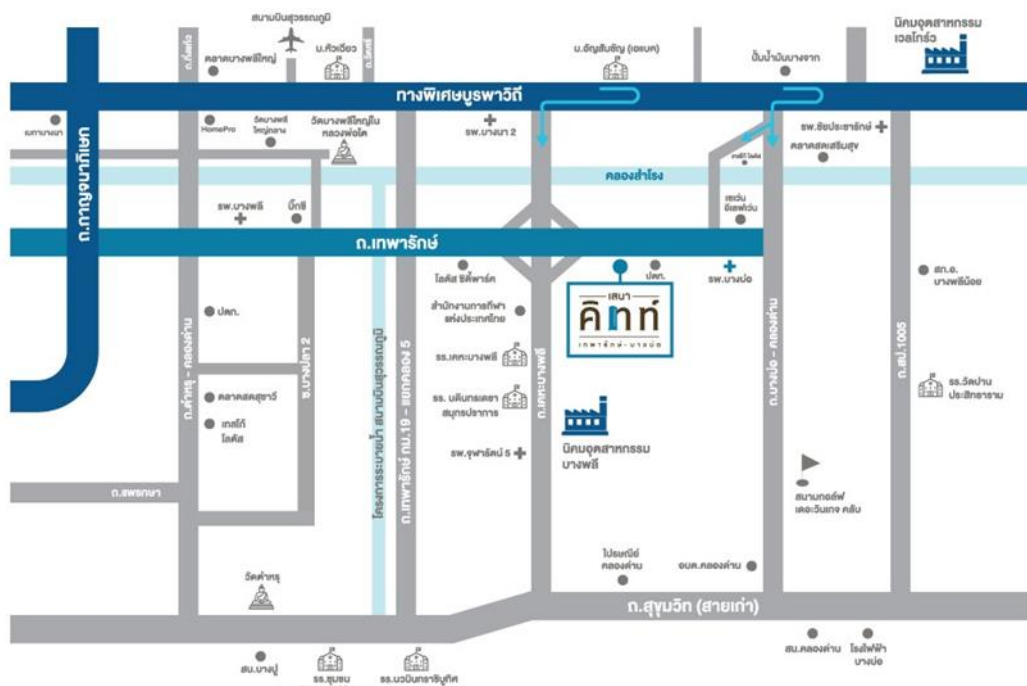 สนามบินสุวรรณภูมิ
นิคมอุตสาหกรรม
เวลโกร์ว
ถ.กิ่งแก้ว
ตลาดบางพลีใหญ่
ม.หัวเฉียว
ม.อัญสัมชัญ (เอแบค)
ปั้มน้ำมันบางจาก
ทางพิเศษบูรพาวิถี
ถ.กาญจนาภิเษก
เมกาบางนา
HomePro
วัดบางพลี
ใหญ่กลาง
วัดบางพลีใหญ่ใน
หลวงพ่อโต
รพ.บางนา 2
รพ.ชัยประชารักษ์
ตลาดสดเสริมสุข
คลองสำโรง
รพ.บางพลี
บิ๊กซี
เซเว่น
อีเลฟเว่น
ถ.เทพารักษ์
โลตัส ซิตี้พาร์ค
ปตท.
รพ.บางบ่อ
สภ.อ.
บางพลีน้อย
สำนักงานการกีฬา
แห่งประเทศไทย
เสนา
คิทท์
เทพารักษ์-บางบ่อ
ปตท.
ถ.ตำหรุ - คลองด่าน
ซ.บางปลา 2
โครงการระบายน้ำ สนามบินสุวรรณภูมิ
ถ.เทพารักษ์ กม.19 - แยกคลอง 5
ถ.เคหะบางพลี
ถ.บางบ่อ - คลองด่าน
ถ.สป.1005
รร.เคหะบางพลี
รร. บดินทรเดชา
สมุทรปราการ
รร.วัดปาน
ประสิทธาราม
ตลาดสดสุชาวี
เทสโก้
โลตัส
นิคมอุตสาหกรรม
บางพลี
รพ.จุฬารัตน์ 5
ถ.แพรกษา
สนามกอล์ฟ
เดอะวินเทจ คลับ
ไปรษณีย์
คลองด่าน
อบต.คลองด่าน
วัดตำหรุ
ถ.สุขุมวิท (สายเก่า)
สน.บางปู
รร.ชุมชน
รร.นวมินทราชินูทิศ
สน.คลองด่าน
โรงไฟฟ้า
บางบ่อ